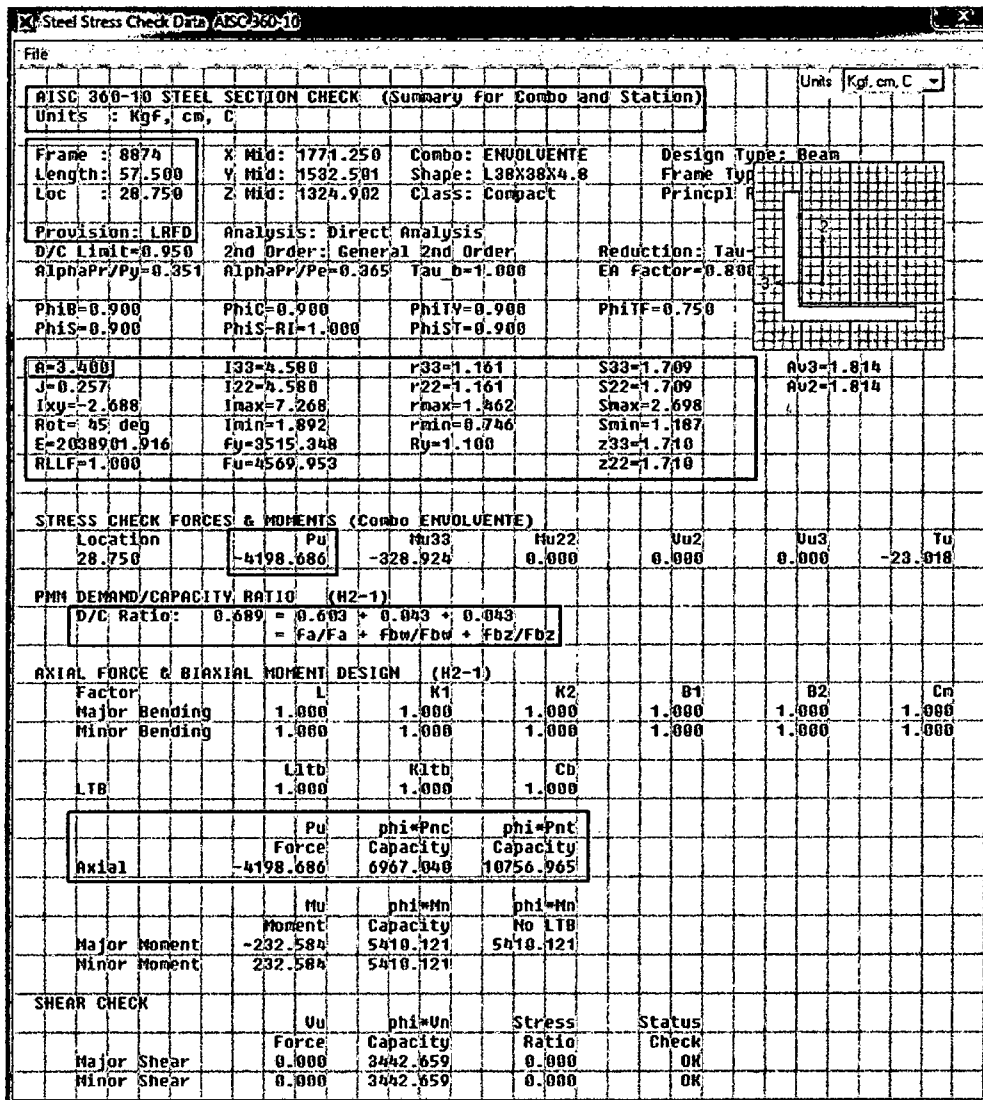 Steel Stress Check Data AISC-360-10
File
Units Kgf, cm, C
AISC 360-10 STEEL SECTION CHECK (Summary for Combo and Station)
Units : Kgf, cm, C
Frame : 8874 X Mid: 1771.250 Combo: ENVOLVENTE Design Type: Beam
Length: 57.500 Y Mid: 1532.501 Shape: L38X38X4.8 Frame Typ
Loc : 28.750 Z Mid: 1324.902 Class: Compact Princpl R
Provision: LRFD Analysis: Direct Analysis
D/C Limit=0.950 2nd Order: General 2nd Order Reduction: Tau-
AlphaPr/Py=0.351 AlphaPr/Pe=0.365 Tau_b=1.000 EA Factor=0.800
PhiB=0.900 PhiC=0.900 PhiTY=0.900 PhiTF=0.750
PhiS=0.900 PhiS-RI=1.000 PhiST=0.900
2
3
A=3.400 I33=4.580 r33=1.161 S33=1.709 Av3=1.814
J=0.257 I22=4.580 r22=1.161 S22=1.709 Av2=1.814
Ixy=-2.688 Imax=7.268 rmax=1.462 Smax=2.698
Rot= 45 deg Imin=1.892 rmin=0.746 Smin=1.187
E=2038901.916 fy=3515.348 Ry=1.100 z33=1.710
RLLF=1.000 Fu=4569.953 z22=1.710
STRESS CHECK FORCES & MOMENTS (Combo ENVOLVENTE)
Location Pu Mu33 Mu22 Vu2 Vu3 Tu
28.750 -4198.686 -328.924 0.000 0.000 0.000 -23.018
PMM DEMAND/CAPACITY RATIO (H2-1)
D/C Ratio: 0.689 = 0.603 + 0.043 + 0.043
= fa/Fa + fbw/Fbw + fbz/Fbz
AXIAL FORCE & BIAXIAL MOMENT DESIGN (H2-1)
Factor L K1 K2 B1 B2 Cm
Major Bending 1.000 1.000 1.000 1.000 1.000 1.000
Minor Bending 1.000 1.000 1.000 1.000 1.000 1.000
Lltb Kltb Cb
LTB 1.000 1.000 1.000
Pu phi*Pnc phi*Pnt
Force Capacity Capacity
Axial -4198.686 6967.040 10756.965
Mu phi*Mn phi*Mn
Moment Capacity No LTB
Major Moment -232.584 5410.121 5410.121
Minor Moment 232.584 5410.121
SHEAR CHECK
Vu phi*Vn Stress Status
Force Capacity Ratio Check
Major Shear 0.000 3442.659 0.000 OK
Minor Shear 0.000 3442.659 0.000 OK